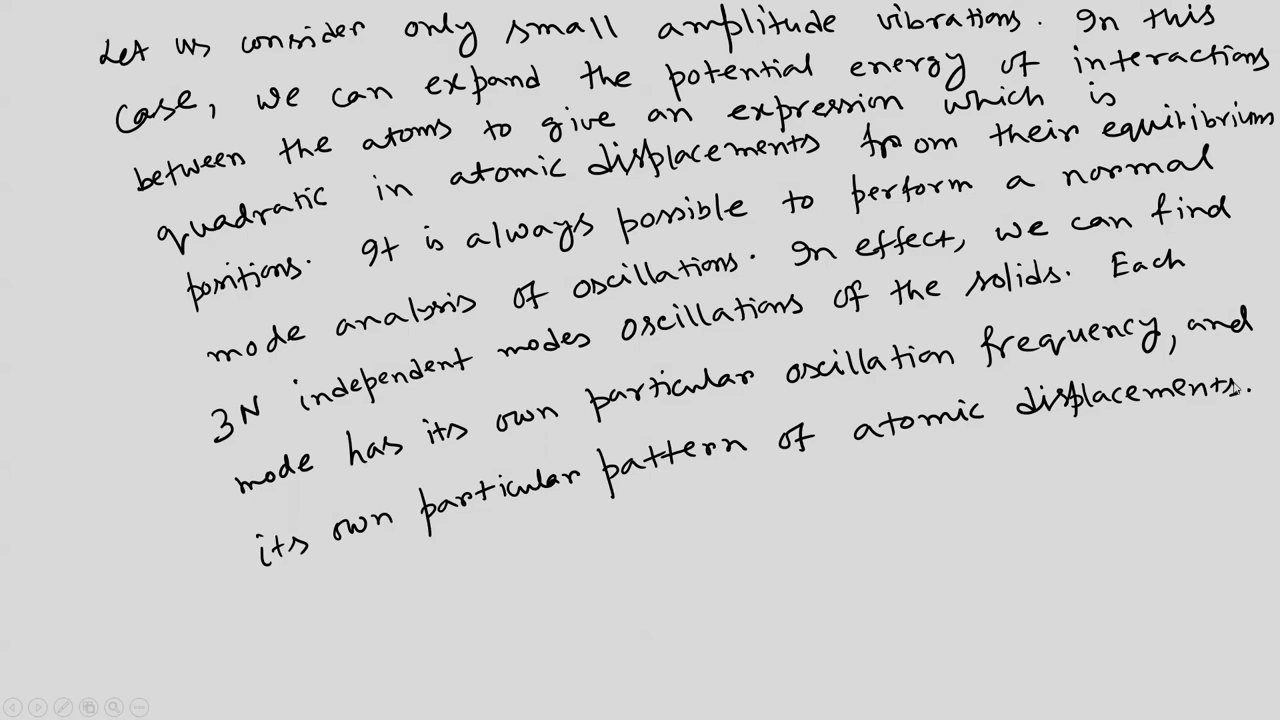 Let us consider only small amplitude vibrations. In this
case, we can expand the potential energy of interactions
between the atoms to give an expression which is
quadratic in atomic displacements from their equilibrium
positions. It is always possible to perform a normal
mode analysis of oscillations. In effect, we can find
3N independent modes oscillations of the solids. Each
mode has its own particular oscillation frequency, and
its own particular pattern of atomic displacements.